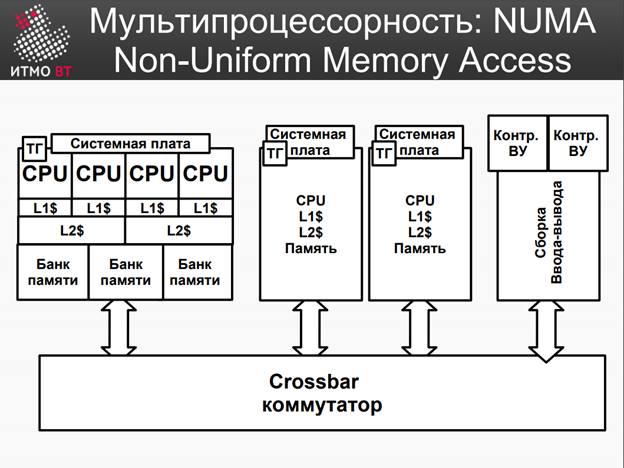 Мультипроцессорность: NUMA
Non-Uniform Memory Access
ИТМО ВТ
ТГ
Системная плата
CPU CPU CPU CPU
L1$ L1$ L1$ L1$
L2$ L2$
Банк памяти
Банк памяти
Банк памяти
Системная
ТГ плата
CPU
L1$
L2$
Память
Системная
ТГ плата
CPU
L1$
L2$
Память
Контр.
ВУ
Контр.
ВУ
Сборка
Ввода-вывода
Crossbar
коммутатор